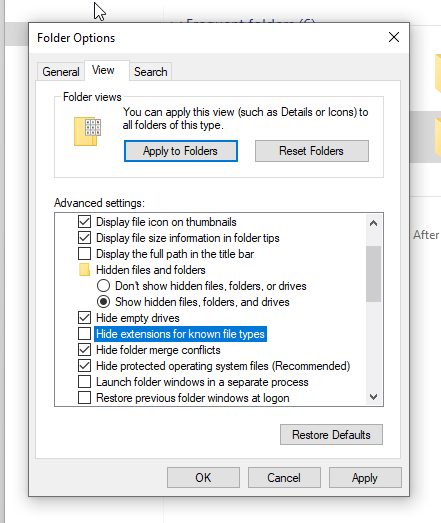 Frequent folders (6)
Folder Options
General
View
Search
Folder views
You can apply this view (such as Details or Icons) to
all folders of this type.
Apply to Folders
Reset Folders
Advanced settings:
Display file icon on thumbnails
Display file size information in folder tips
Display the full path in the title bar
Hidden files and folders
Don't show hidden files, folders, or drives
Show hidden files, folders, and drives
Hide empty drives
Hide extensions for known file types
Hide folder merge conflicts
Hide protected operating system files (Recommended)
Launch folder windows in a separate process
Restore previous folder windows at logon
After
Restore Defaults
OK
Cancel
Apply